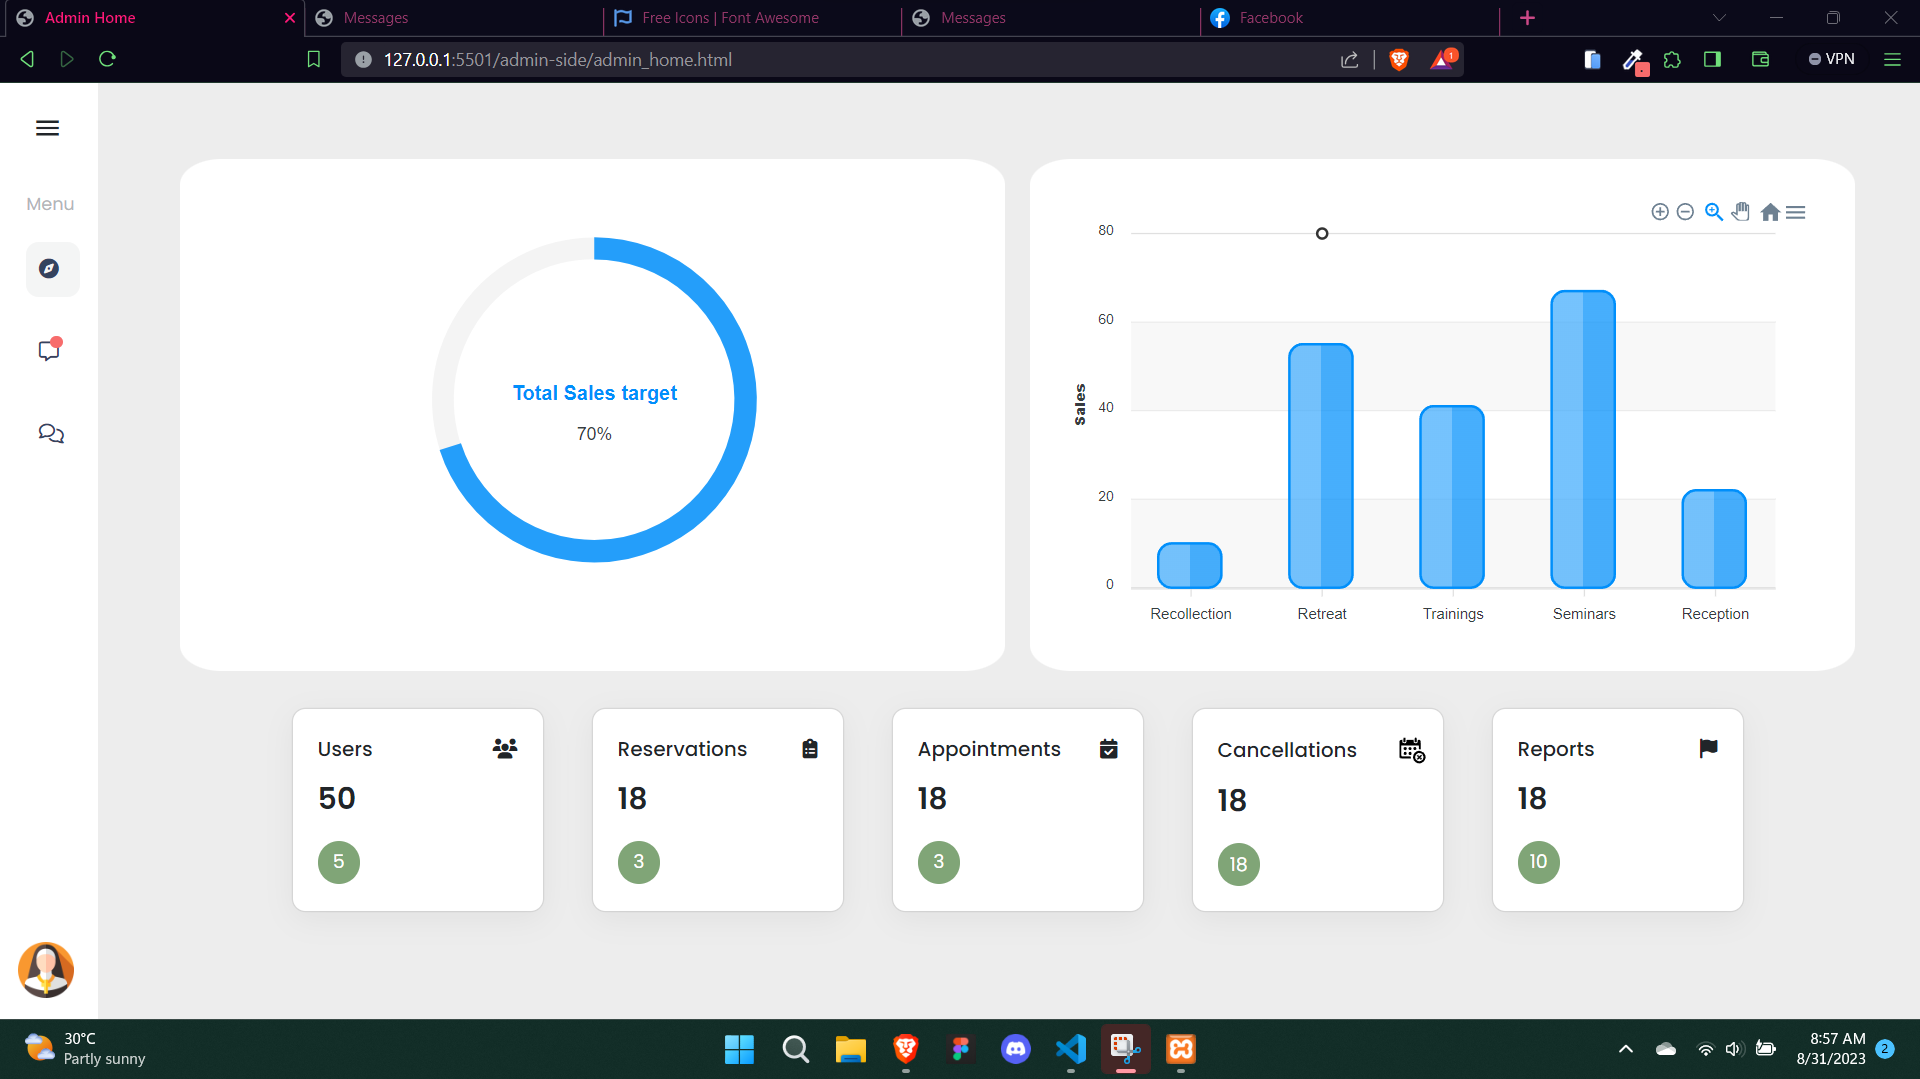 Admin Home
Messages
Free Icons | Font Awesome
Messages
Facebook
127.0.0.1:5501/admin-side/admin_home.html
1
VPN
Menu
Total Sales target
70%
Sales
80
60
40
20
0
Recollection
Retreat
Trainings
Seminars
Reception
Users
50
5
Reservations
18
3
Appointments
18
3
Cancellations
18
18
Reports
18
10
30°C
Partly sunny
8:57 AM
8/31/2023
2